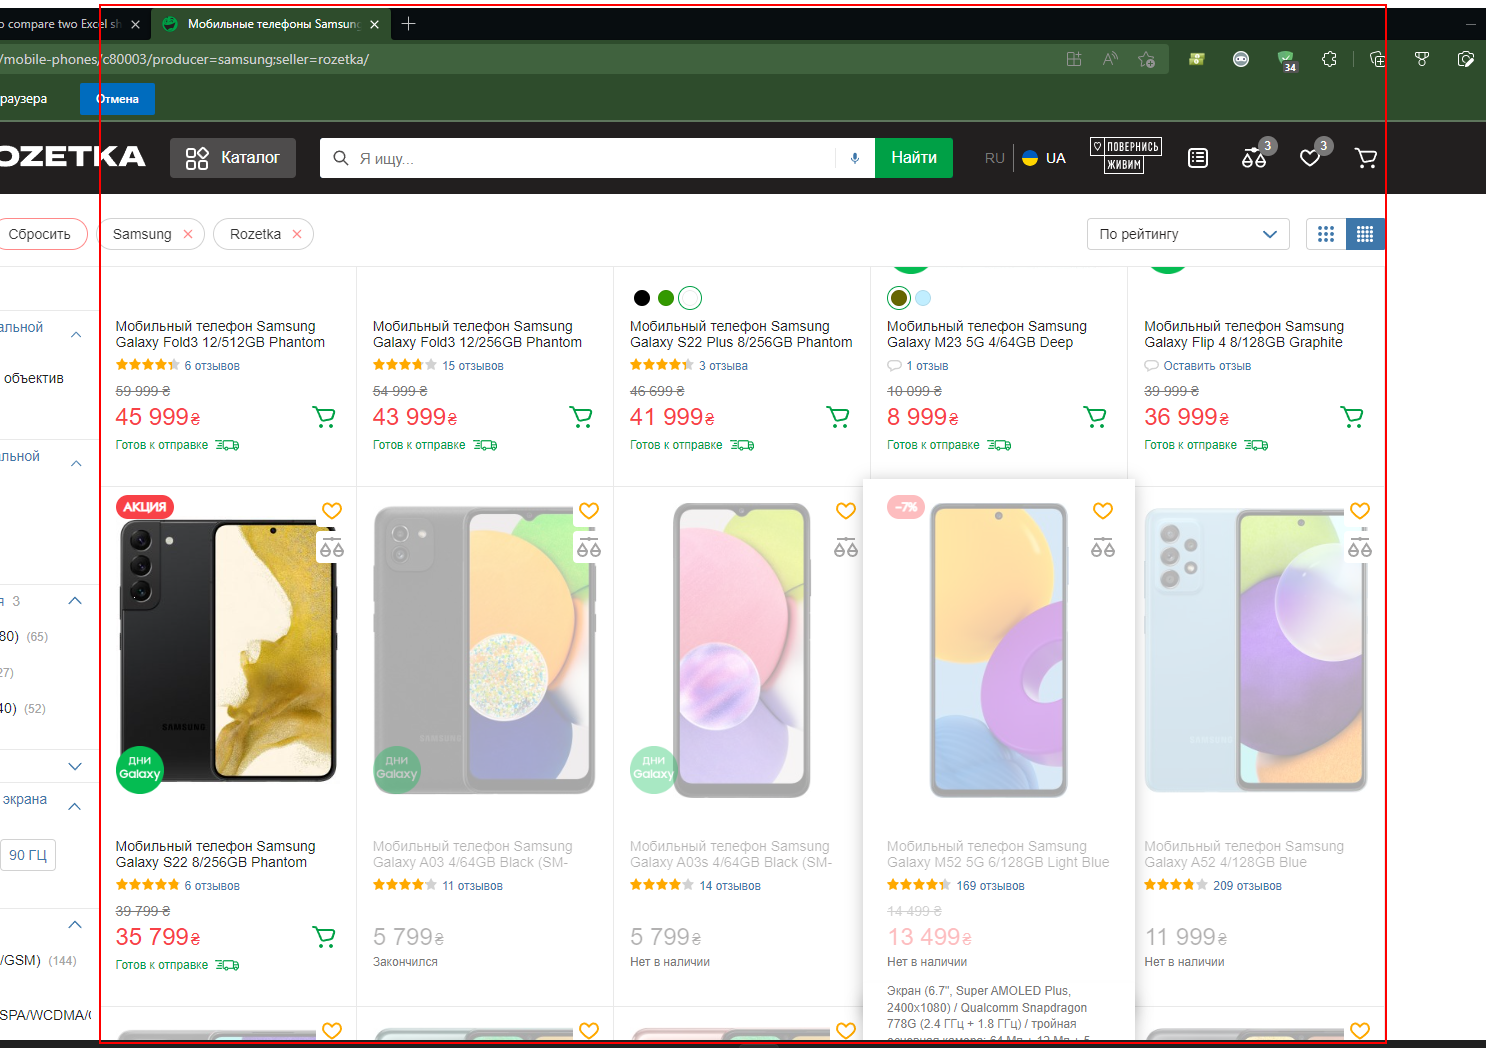 o compare two Excel sh
Мобильные телефоны Samsung
/mobile-phones/c80003/producer=samsung;seller=rozetka/
34
раузера
Отмена
OZETKA
Каталог
Я ищу...
Найти
RU
UA
ПОВЕРНИСЬ
ЖИВИМ
3
3
Сбросить
Samsung
Rozetka
По рейтингу
альной
объектив
льной
я 3
80) (65)
27)
40) (52)
экрана
90 ГЦ
/GSM) (144)
SPA/WCDMA/
Мобильный телефон Samsung
Galaxy Fold3 12/512GB Phantom
6 отзывов
59 999 ₴
45 999₴
Готов к отправке
Мобильный телефон Samsung
Galaxy Fold3 12/256GB Phantom
15 отзывов
54 999 ₴
43 999₴
Готов к отправке
Мобильный телефон Samsung
Galaxy S22 Plus 8/256GB Phantom
3 отзыва
46 699 ₴
41 999₴
Готов к отправке
Мобильный телефон Samsung
Galaxy M23 5G 4/64GB Deep
1 отзыв
10 099 ₴
8 999₴
Готов к отправке
Мобильный телефон Samsung
Galaxy Flip 4 8/128GB Graphite
Оставить отзыв
39 999 ₴
36 999₴
Готов к отправке
АКЦИЯ
SAMSUNG
ДНИ
Galaxy
Мобильный телефон Samsung
Galaxy S22 8/256GB Phantom
6 отзывов
39 799 ₴
35 799₴
Готов к отправке
SAMSUNG
ДНИ
Galaxy
Мобильный телефон Samsung
Galaxy A03 4/64GB Black (SM-
11 отзывов
5 799₴
Закончился
ДНИ
Galaxy
Мобильный телефон Samsung
Galaxy A03s 4/64GB Black (SM-
14 отзывов
5 799₴
Нет в наличии
-7%
Мобильный телефон Samsung
Galaxy M52 5G 6/128GB Light Blue
169 отзывов
14 499 ₴
13 499₴
Нет в наличии
Экран (6.7", Super AMOLED Plus,
2400x1080) / Qualcomm Snapdragon
778G (2.4 ГГц + 1.8 ГГц) / тройная
основная камера: 64 Мп + 12 Мп + 5
Мобильный телефон Samsung
Galaxy A52 4/128GB Blue
209 отзывов
11 999₴
Нет в наличии